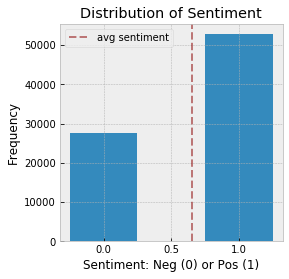 Distribution of Sentiment
avg sentiment
50000
40000
30000
20000
10000
0
Frequency
0.0 0.5 1.0
Sentiment: Neg (0) or Pos (1)